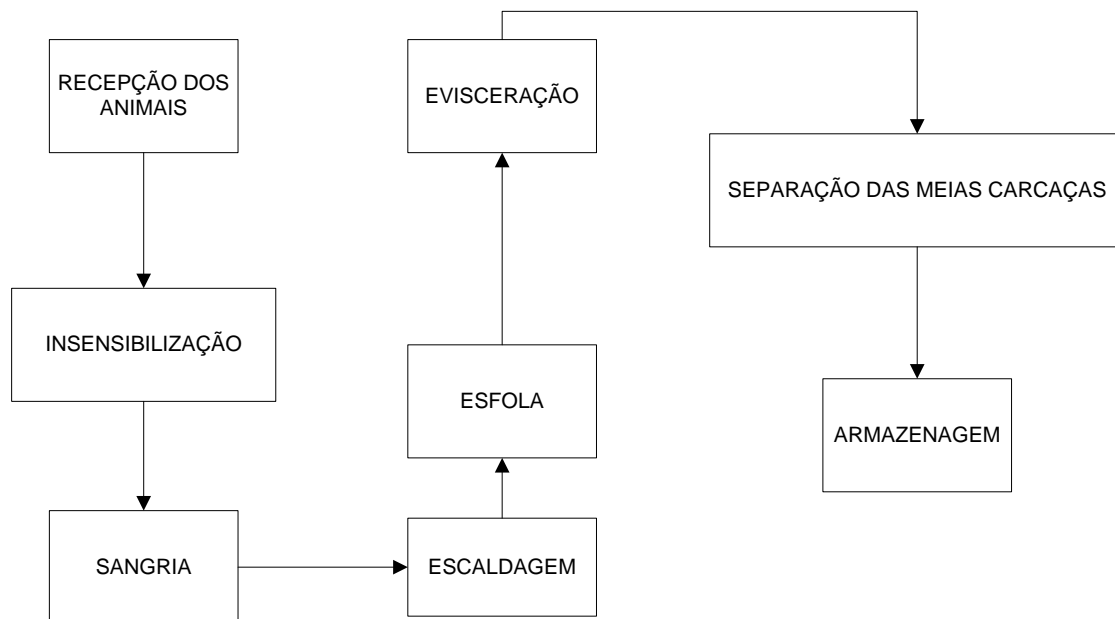 RECEPÇÃO DOS
ANIMAIS
INSENSIBILIZAÇÃO
SANGRIA
ESCALDAGEM
ESFOLA
EVISCERAÇÃO
SEPARAÇÃO DAS MEIAS CARCAÇAS
ARMAZENAGEM